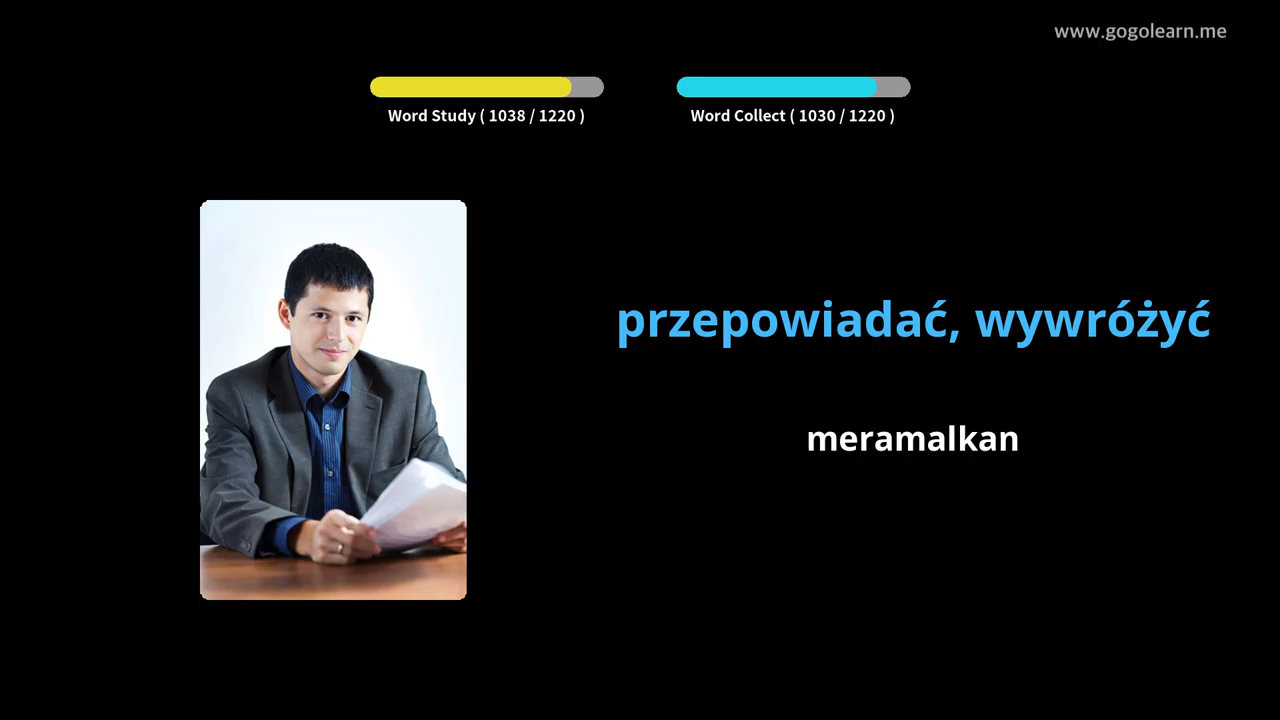 www.gogolearn.me
Word Study ( 1038 / 1220 )
Word Collect ( 1030 / 1220 )
przepowiadać, wywróżyć
meramalkan